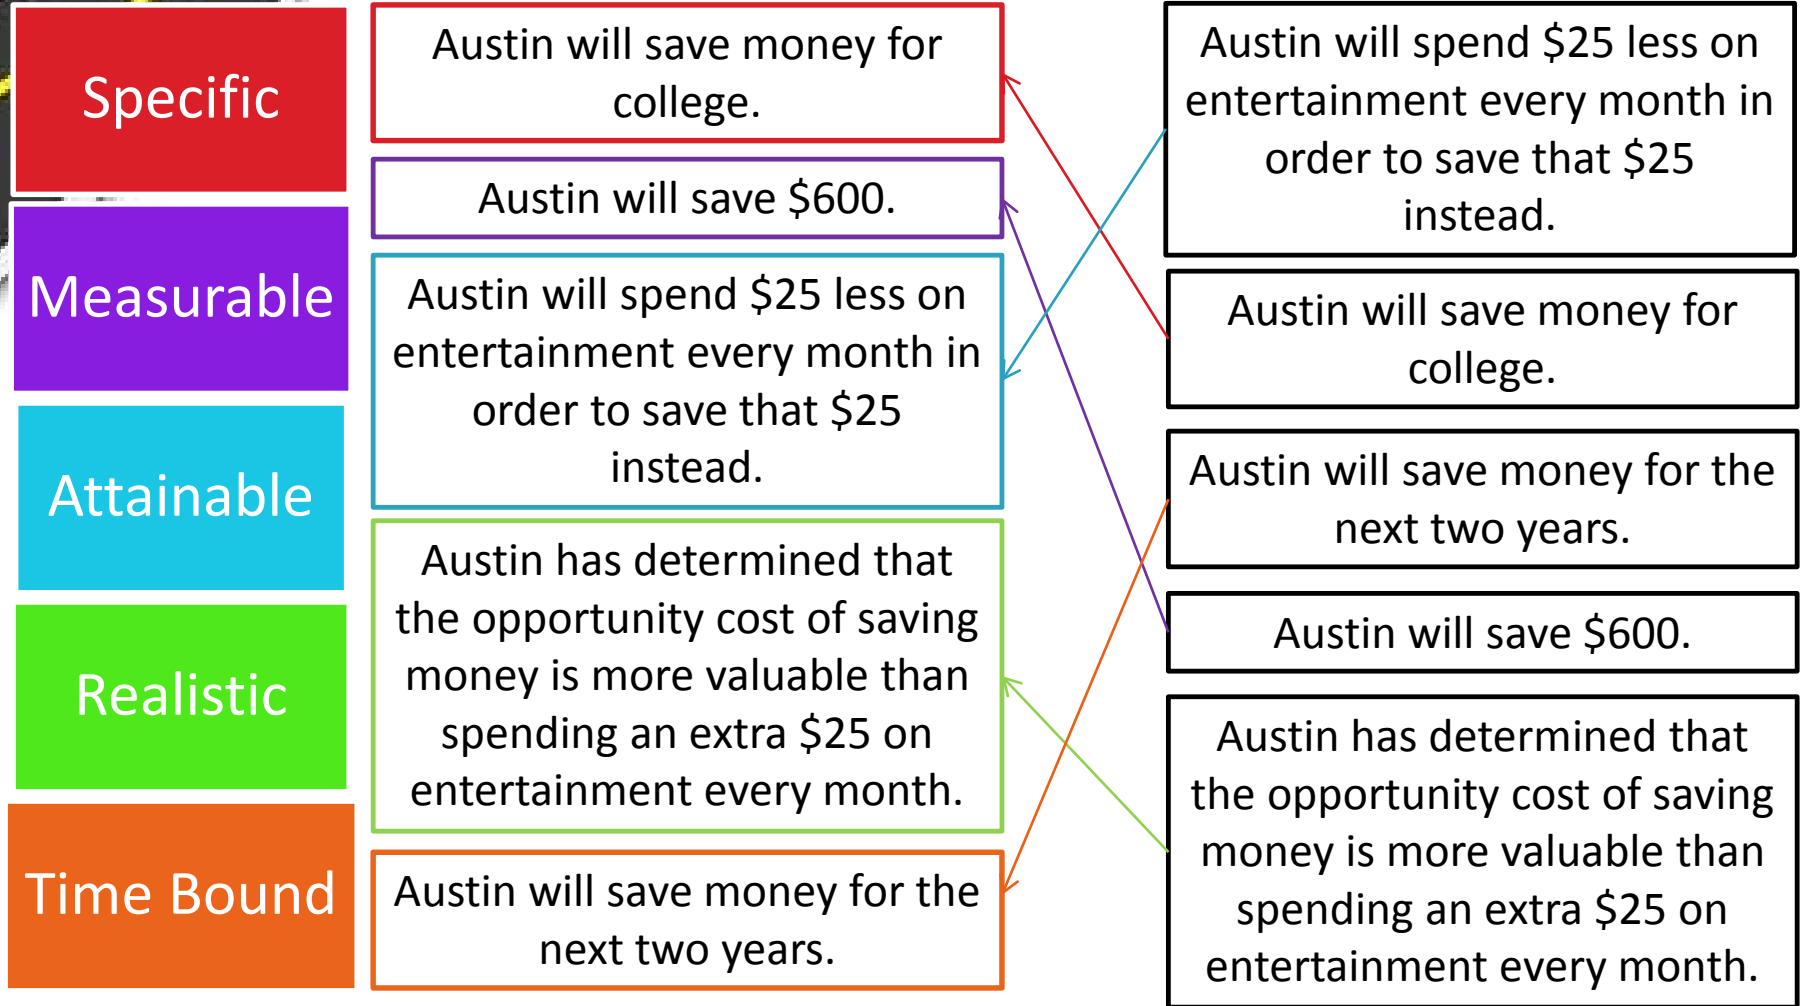 Specific
Measurable
Attainable
Realistic
Time Bound
Austin will save money for
college.
Austin will save $600.
Austin will spend $25 less on
entertainment every month in
order to save that $25
instead.
Austin has determined that
the opportunity cost of saving
money is more valuable than
spending an extra $25 on
entertainment every month.
Austin will save money for the
next two years.
Austin will spend $25 less on
entertainment every month in
order to save that $25
instead.
Austin will save money for
college.
Austin will save money for the
next two years.
Austin will save $600.
Austin has determined that
the opportunity cost of saving
money is more valuable than
spending an extra $25 on
entertainment every month.